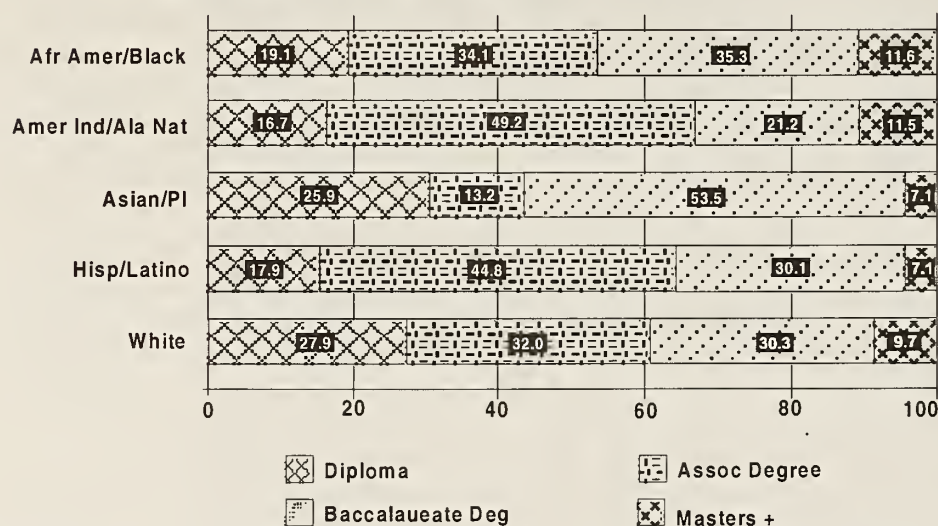 Afr Amer/Black 19.1 34.1 35.3 11.6
Amer Ind/Ala Nat 16.7 49.2 21.2 11.5
Asian/PI 25.9 13.2 53.5 7.1
Hisp/Latino 17.9 44.8 30.1 7.1
White 27.9 32.0 30.3 9.7
0 20 40 60 80 100
Diploma Assoc Degree
Baccalaueate Deg Masters +